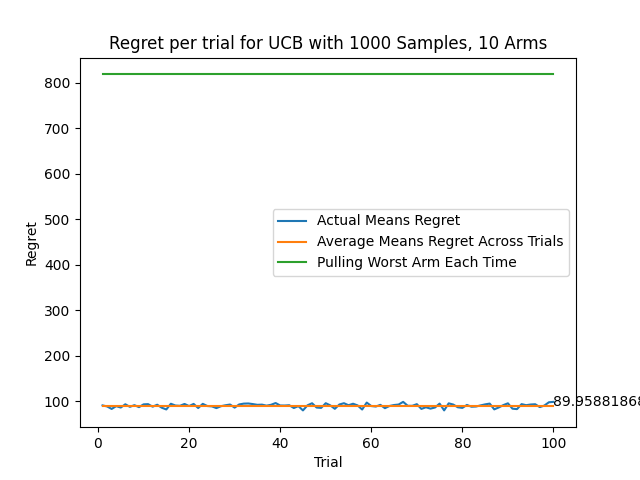 Regret per trial for UCB with 1000 Samples, 10 Arms
Regret
800
700
600
500
400
300
200
100
Actual Means Regret
Average Means Regret Across Trials
Pulling Worst Arm Each Time
89.95881868
0
20
40
60
80
100
Trial